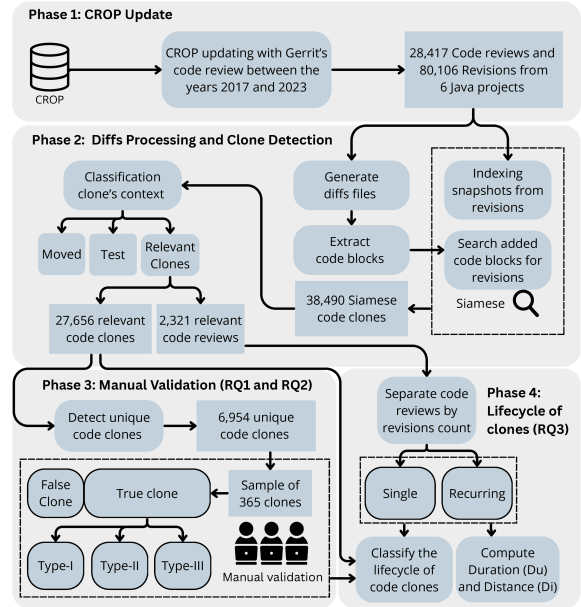 Phase 1: CROP Update
CROP
CROP updating with Gerrit's
code review between the
years 2017 and 2023
28,417 Code reviews and
80,106 Revisions from
6 Java projects
Phase 2: Diffs Processing and Clone Detection
Classification
clone's context
Moved
Test
Relevant
Clones
27,656 relevant
code clones
2,321 relevant
code reviews
Generate
diffs files
Extract
code blocks
38,490 Siamese
code clones
Indexing
snapshots from
revisions
Search added
code blocks for
revisions
Siamese
Phase 3: Manual Validation (RQ1 and RQ2)
Detect unique
code clones
6,954 unique
code clones
Sample of
365 clones
False
Clone
True clone
Type-I
Type-II
Type-III
Manual validation
Phase 4:
Lifecycle of
clones (RQ3)
Separate code
reviews by
revisions count
Single
Recurring
Classify the
lifecycle of
code clones
Compute
Duration (Du)
and Distance (Di)